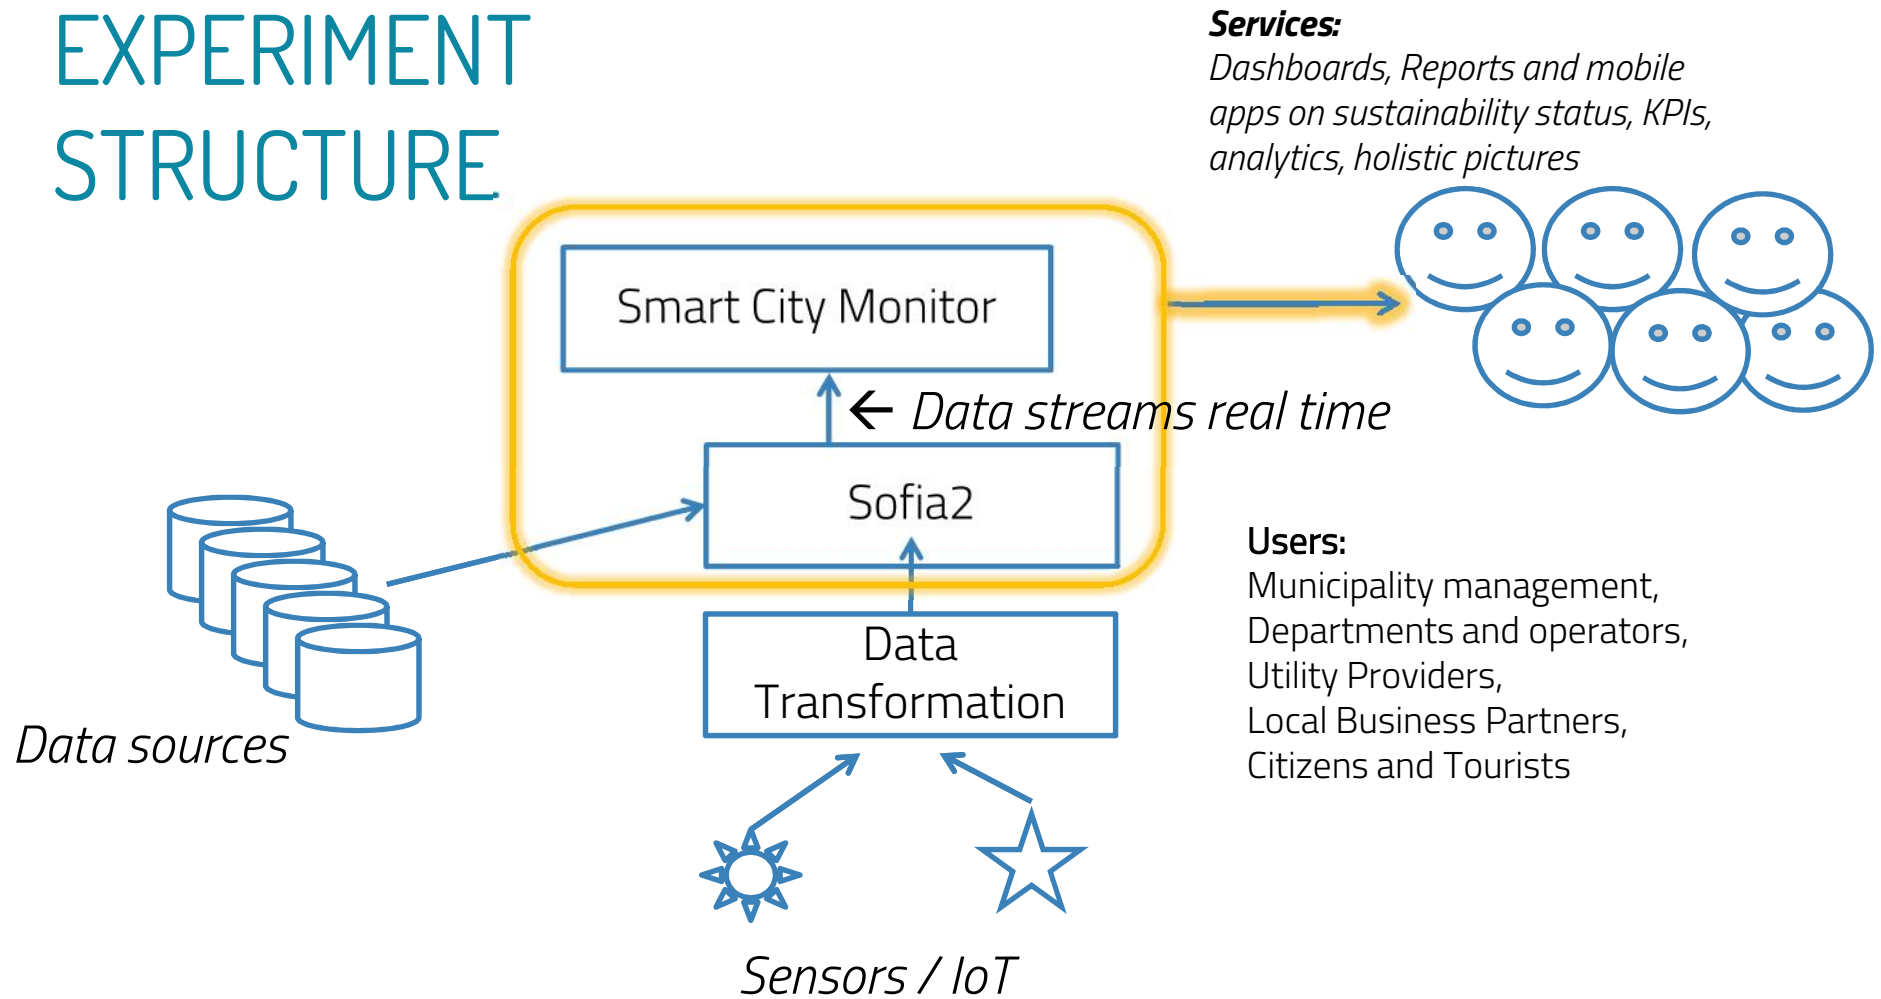 EXPERIMENT
STRUCTURE
Services:
Dashboards, Reports and mobile
apps on sustainability status, KPIs,
analytics, holistic pictures
Smart City Monitor
← Data streams real time
Sofia2
Data
Transformation
Data sources
Sensors / IoT
Users:
Municipality management,
Departments and operators,
Utility Providers,
Local Business Partners,
Citizens and Tourists